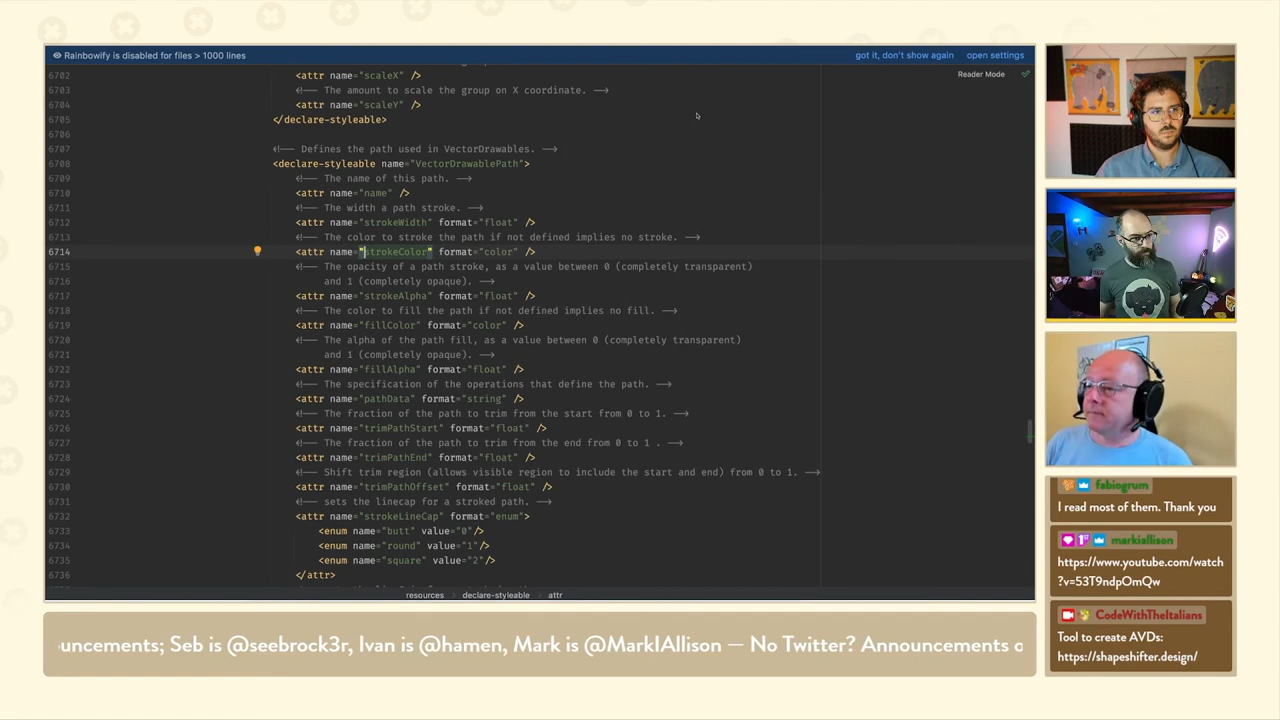 Rainbowify is disabled for files > 1000 lines
got it, don't show again
open settings
Reader Mode
6702 <attr name="scaleX" />
6703 <!-- The amount to scale the group on X coordinate. -->
6704 <attr name="scaleY" />
6705 </declare-styleable>
6706
6707 <!-- Defines the path used in VectorDrawables. -->
6708 <declare-styleable name="VectorDrawablePath">
6709 <!-- The name of this path. -->
6710 <attr name="name" />
6711 <!-- The width a path stroke. -->
6712 <attr name="strokeWidth" format="float" />
6713 <!-- The color to stroke the path if not defined implies no stroke. -->
6714 <attr name="strokeColor" format="color" />
6715 <!-- The opacity of a path stroke, as a value between 0 (completely transparent)
6716 and 1 (completely opaque). -->
6717 <attr name="strokeAlpha" format="float" />
6718 <!-- The color to fill the path if not defined implies no fill. -->
6719 <attr name="fillColor" format="color" />
6720 <!-- The alpha of the path fill, as a value between 0 (completely transparent)
6721 and 1 (completely opaque). -->
6722 <attr name="fillAlpha" format="float" />
6723 <!-- The specification of the operations that define the path. -->
6724 <attr name="pathData" format="string" />
6725 <!-- The fraction of the path to trim from the start from 0 to 1. -->
6726 <attr name="trimPathStart" format="float" />
6727 <!-- The fraction of the path to trim from the end from 0 to 1 . -->
6728 <attr name="trimPathEnd" format="float" />
6729 <!-- Shift trim region (allows visible region to include the start and end) from 0 to 1. -->
6730 <attr name="trimPathOffset" format="float" />
6731 <!-- sets the linecap for a stroked path. -->
6732 <attr name="strokeLineCap" format="enum">
6733 <enum name="butt" value="0"/>
6734 <enum name="round" value="1"/>
6735 <enum name="square" value="2"/>
6736 </attr>
resources > declare-styleable > attr
fabiogrum
I read most of them. Thank you
markiallison
https://www.youtube.com/watch
?v=53T9ndpOmQw
CodeWithTheItalians
Tool to create AVDs:
https://shapeshifter.design/
uncements; Seb is @seebrock3r, Ivan is @hamen, Mark is @MarkIAllison — No Twitter? Announcements o